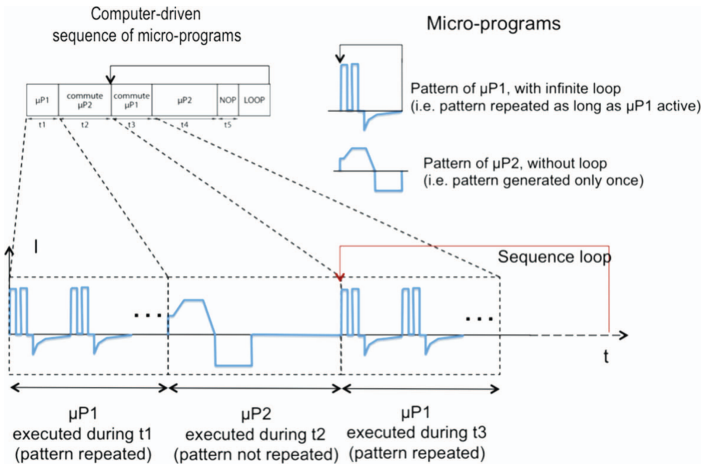 Computer-driven
sequence of micro-programs
Micro-programs
µP1
commute
µP2
commute
µP1
µP2
NOP
LOOP
t1
t2
t3
t4
t5
Pattern of µP1, with infinite loop
(i.e. pattern repeated as long as µP1 active)
Pattern of µP2, without loop
(i.e. pattern generated only once)
I
Sequence loop
...
...
t
µP1
executed during t1
(pattern repeated)
µP2
executed during t2
(pattern not repeated)
µP1
executed during t3
(pattern repeated)